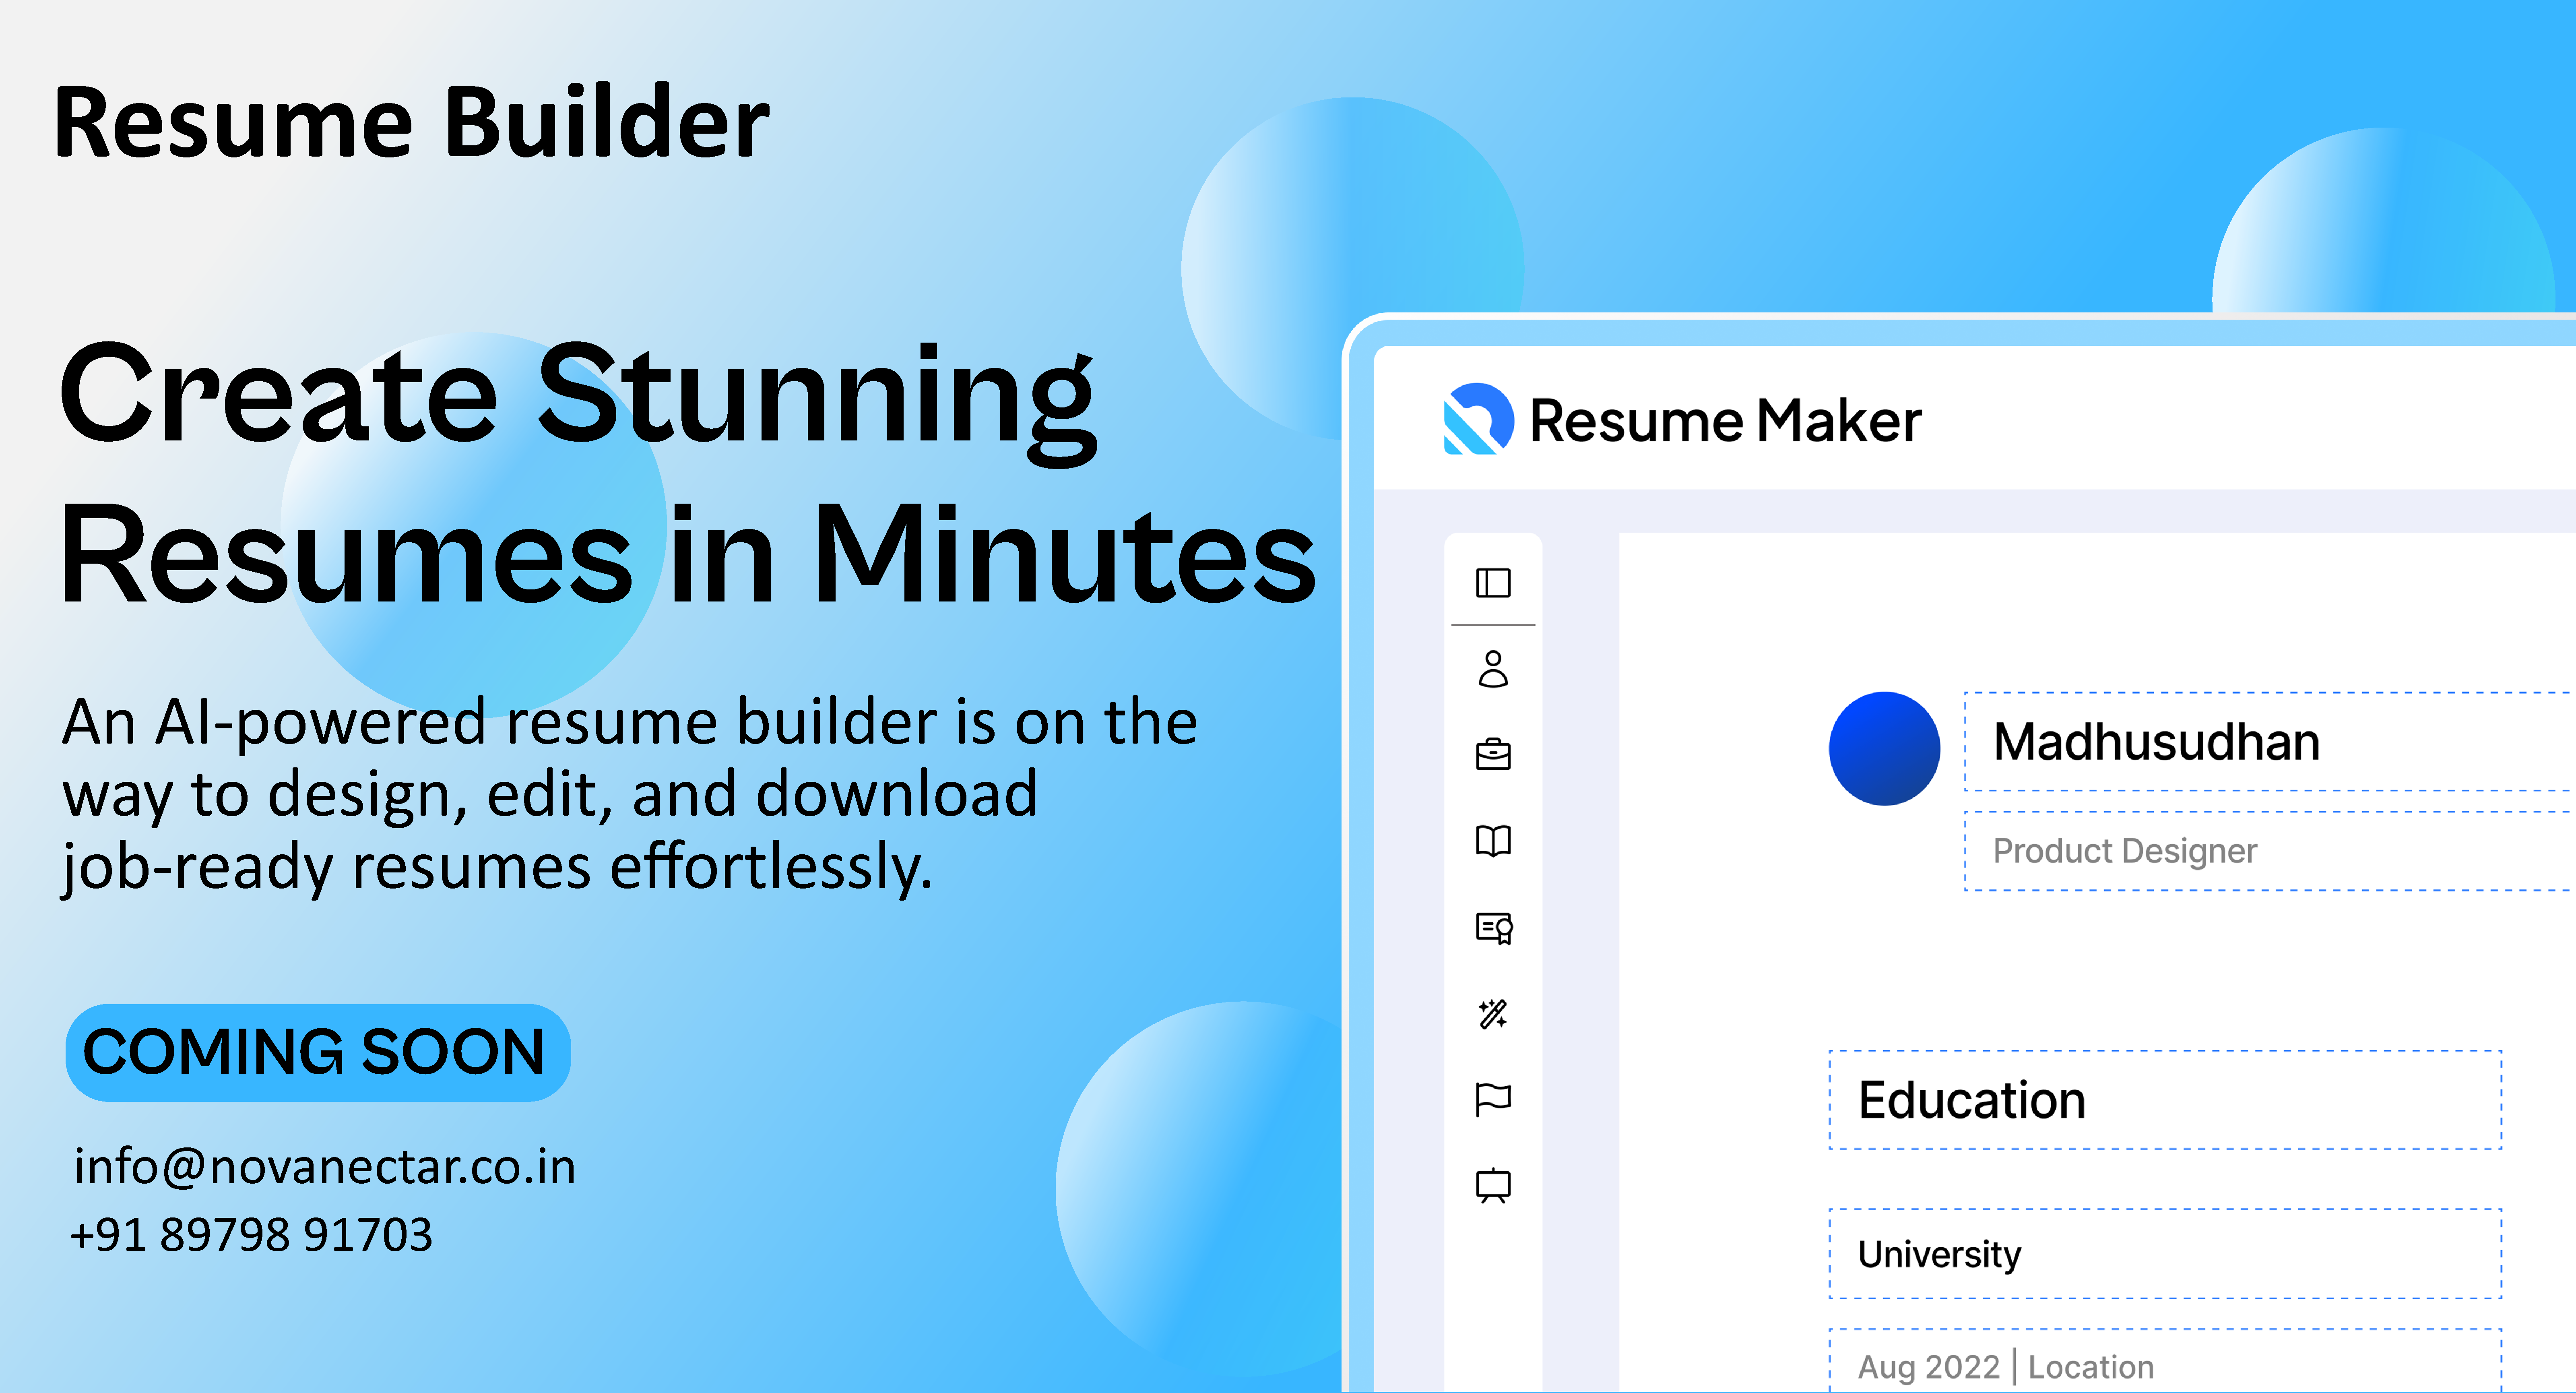 Resume Builder
Create Stunning
Resumes in Minutes
An AI-powered resume builder is on the
way to design, edit, and download
job-ready resumes effortlessly.
COMING SOON
info@novanectar.co.in
+91 89798 91703
Resume Maker
Madhusudhan
Product Designer
Education
University
Aug 2022 | Location